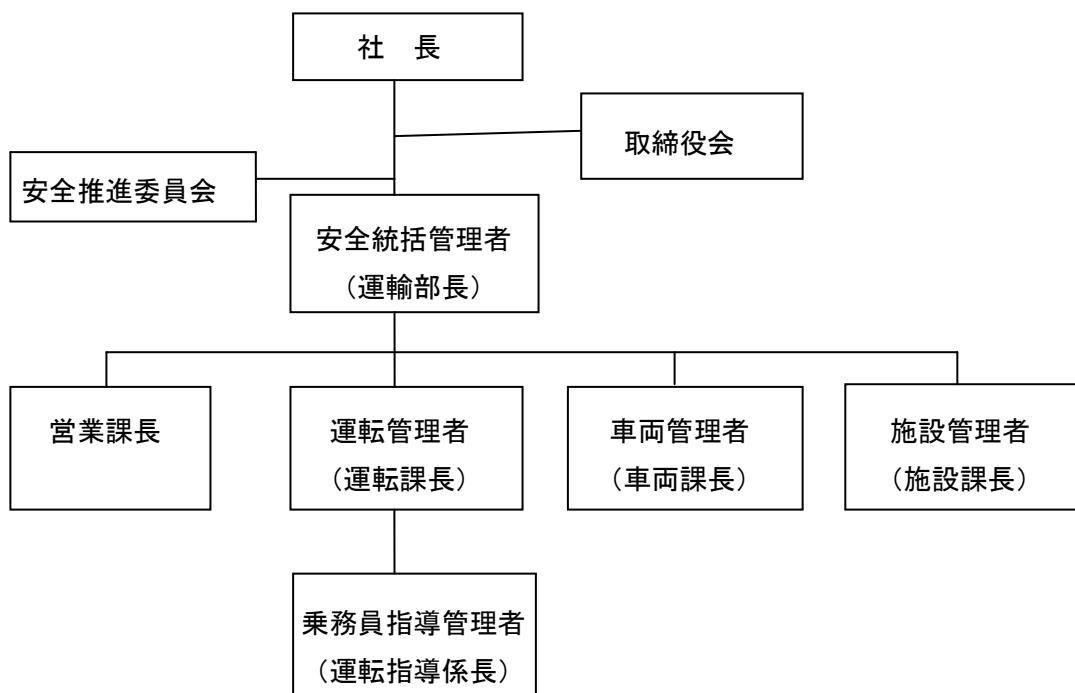 社　長
取締役会
安全推進委員会
安全統括管理者
（運輸部長）
営業課長
運転管理者
（運転課長）
車両管理者
（車両課長）
施設管理者
（施設課長）
乗務員指導管理者
（運転指導係長）